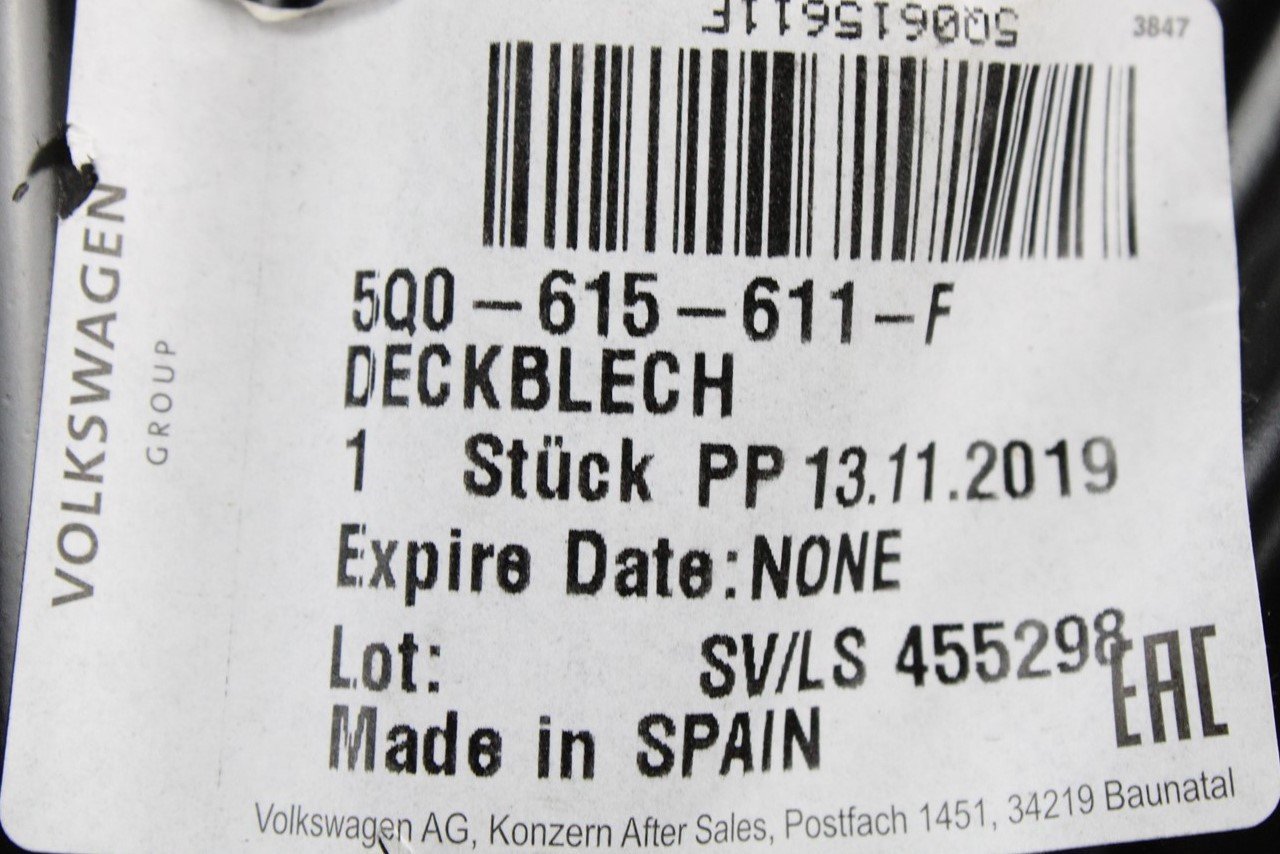 5Q0615611F
3847
VOLKSWAGEN
GROUP
5Q0-615-611-F
DECKBLECH
1 Stück PP 13.11.2019
Expire Date:NONE
Lot: SV/LS 455298
EAC
Made in SPAIN
Volkswagen AG, Konzern After Sales, Postfach 1451, 34219 Baunatal